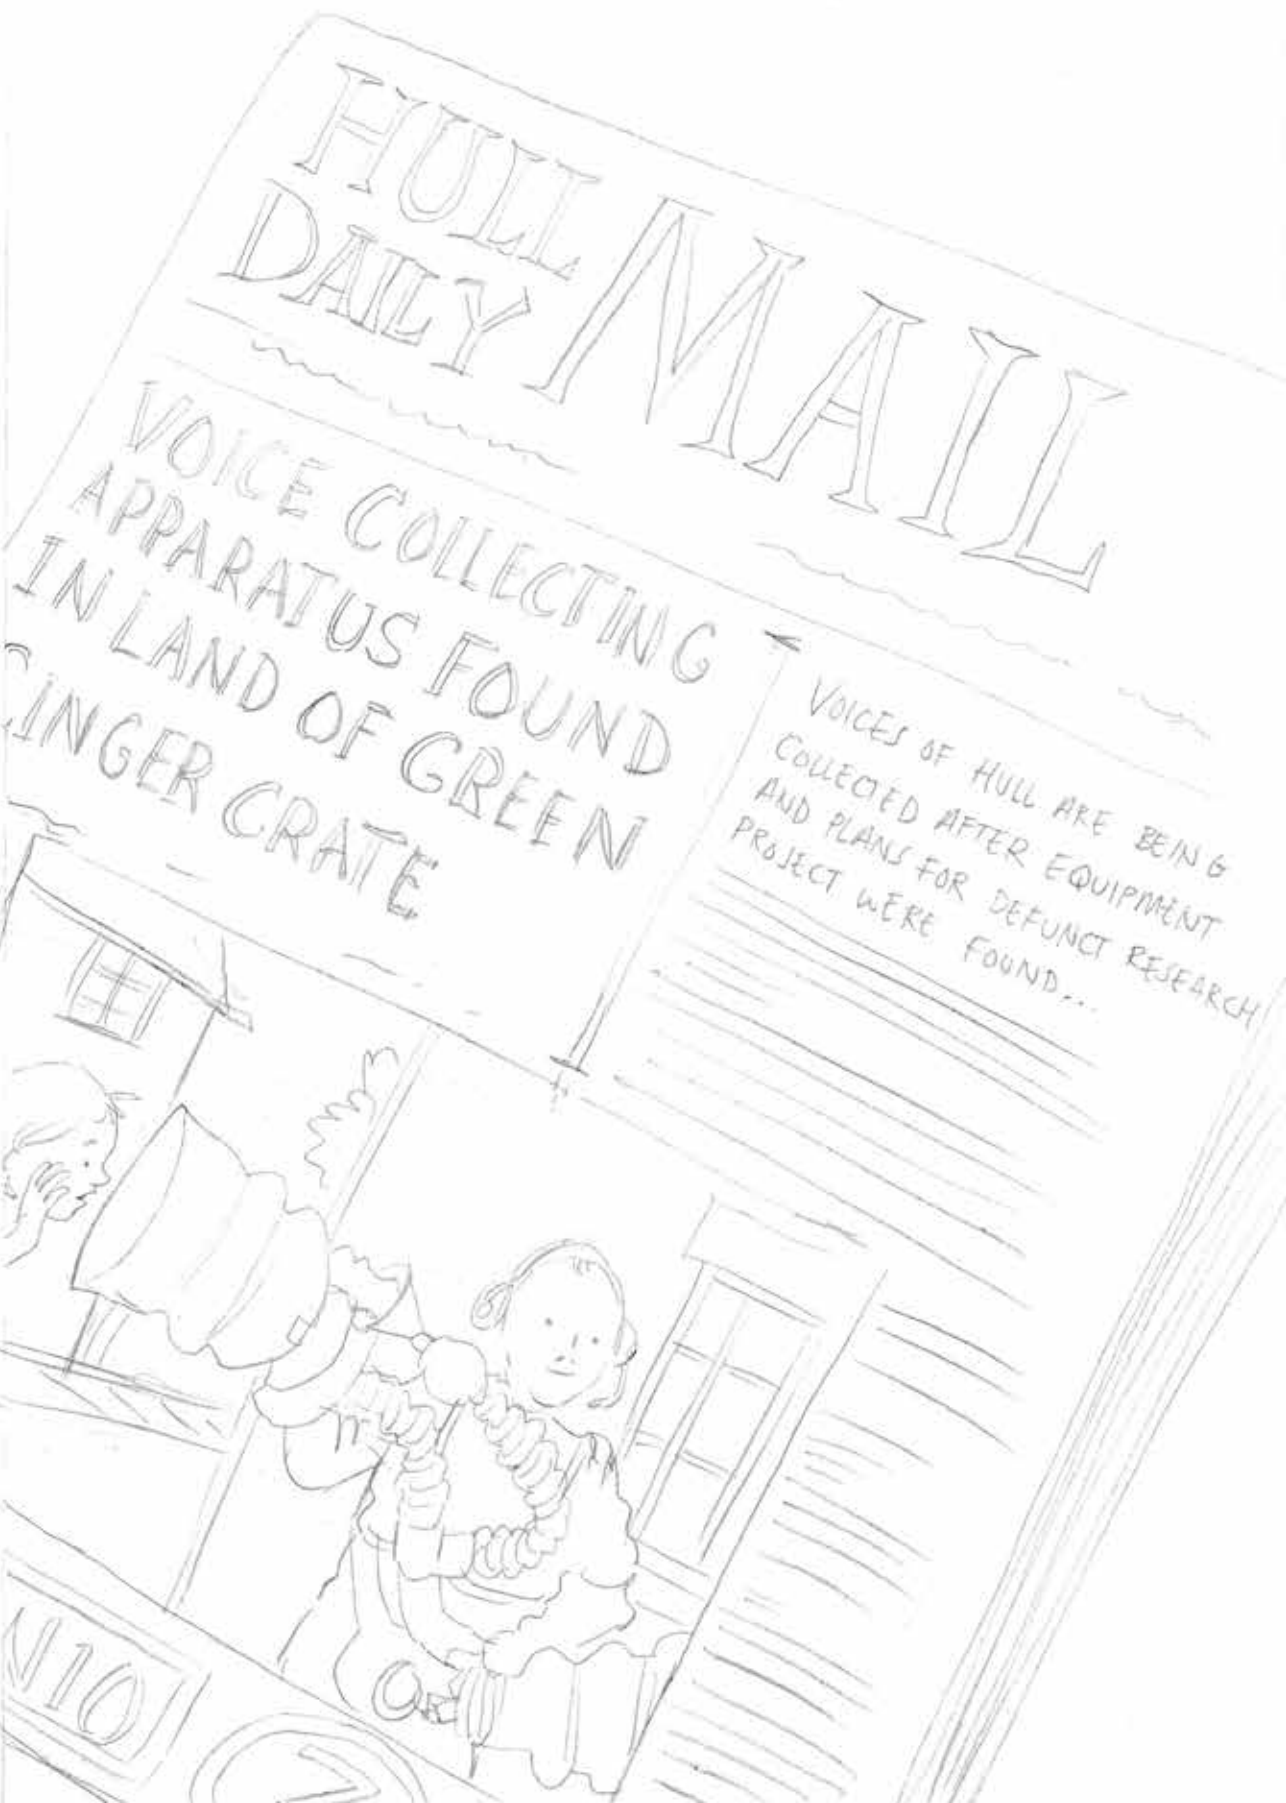 HULL
DAILY
MAIL
VOICE COLLECTING
APPARATUS FOUND
IN LAND OF GREEN
GINGER CRATE
VOICES OF HULL ARE BEING
COLLECTED AFTER EQUIPMENT
AND PLANS FOR DEFUNCT RESEARCH
PROJECT WERE FOUND...